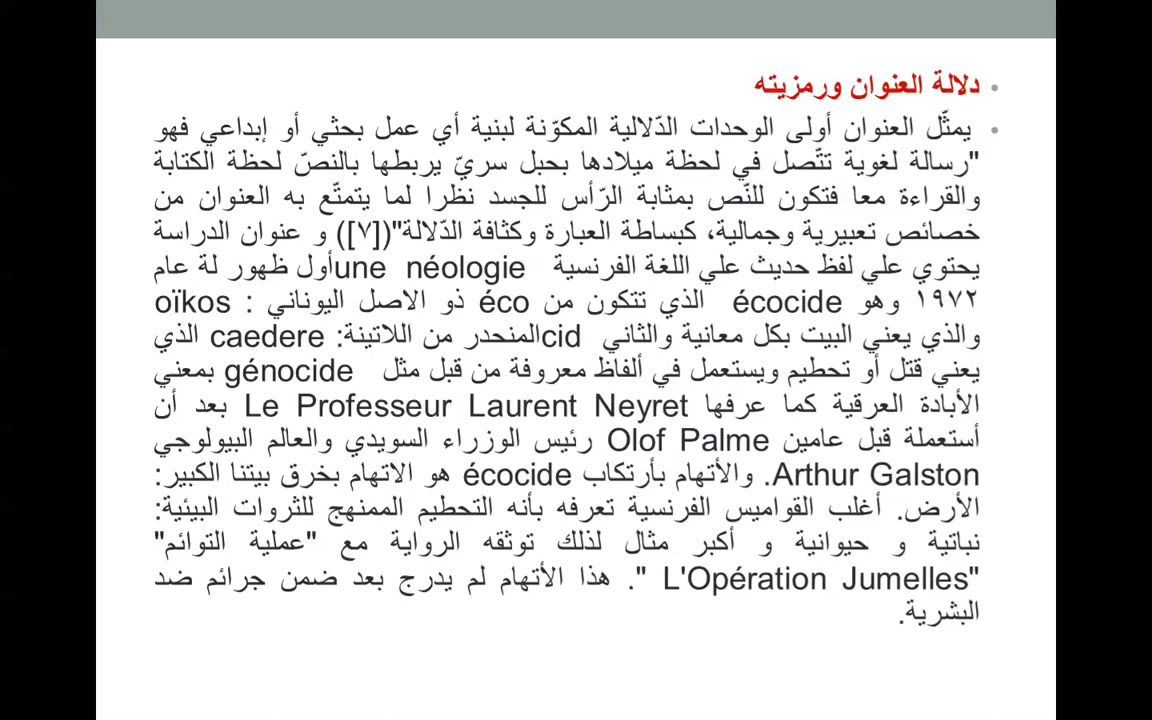 • دلالة العنوان ورمزيته
• يمثّل العنوان أولى الوحدات الدّلالية المكوّنة لبنية أي عمل بحثي أو إبداعي فهو
"رسالة لغوية تتّصل في لحظة ميلادها بحبل سريّ يربطها بالنصّ لحظة الكتابة
والقراءة معا فتكون للنّص بمثابة الرّأس للجسد نظرا لما يتمتّع به العنوان من
خصائص تعبيرية وجمالية، كبساطة العبارة وكثافة الدّلالة"([٧]) و عنوان الدراسة
يحتوي علي لفظ حديث علي اللغة الفرنسية une néologie أول ظهور لة عام
١٩٧٢ وهو écocide الذي تتكون من éco ذو الاصل اليوناني : oïkos
والذي يعني البيت بكل معانية والثاني cid المنحدر من اللاتينة: caedere الذي
يعني قتل أو تحطيم ويستعمل في ألفاظ معروفة من قبل مثل génocide بمعني
الأبادة العرقية كما عرفها Le Professeur Laurent Neyret بعد أن
أستعملة قبل عامين Olof Palme رئيس الوزراء السويدي والعالم البيولوجي
Arthur Galston. والأتهام بأرتكاب écocide هو الاتهام بخرق بيتنا الكبير:
الأرض. أغلب القواميس الفرنسية تعرفه بأنه التحطيم الممنهج للثروات البيئية:
نباتية و حيوانية و أكبر مثال لذلك توثقه الرواية مع "عملية التوائم"
"L'Opération Jumelles ". هذا الأتهام لم يدرج بعد ضمن جرائم ضد
البشرية.